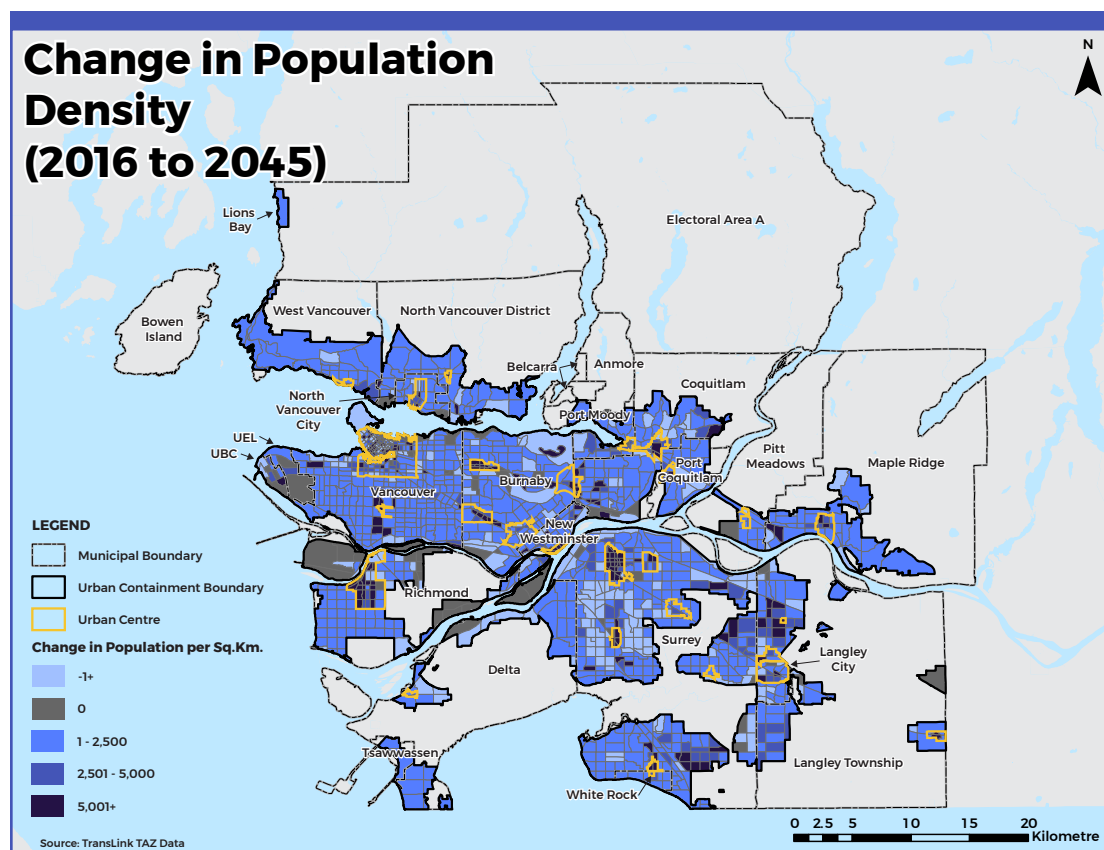 Change in Population
Density
(2016 to 2045)
N
Lions
Bay
Electoral Area A
Bowen
Island
West Vancouver
North Vancouver District
Belcarra
Anmore
Coquitlam
North
Vancouver
City
Port Moody
UEL
UBC
Pitt
Meadows
Maple Ridge
Port
Coquitlam
Burnaby
Vancouver
New
Westminster
Richmond
Surrey
Langley
City
Delta
Tsawwassen
Langley Township
White Rock
LEGEND
Municipal Boundary
Urban Containment Boundary
Urban Centre
Change in Population per Sq.Km.
-1+
0
1 - 2,500
2,501 - 5,000
5,001+
Source: TransLink TAZ Data
0 2.5 5 10 15 20
Kilometre